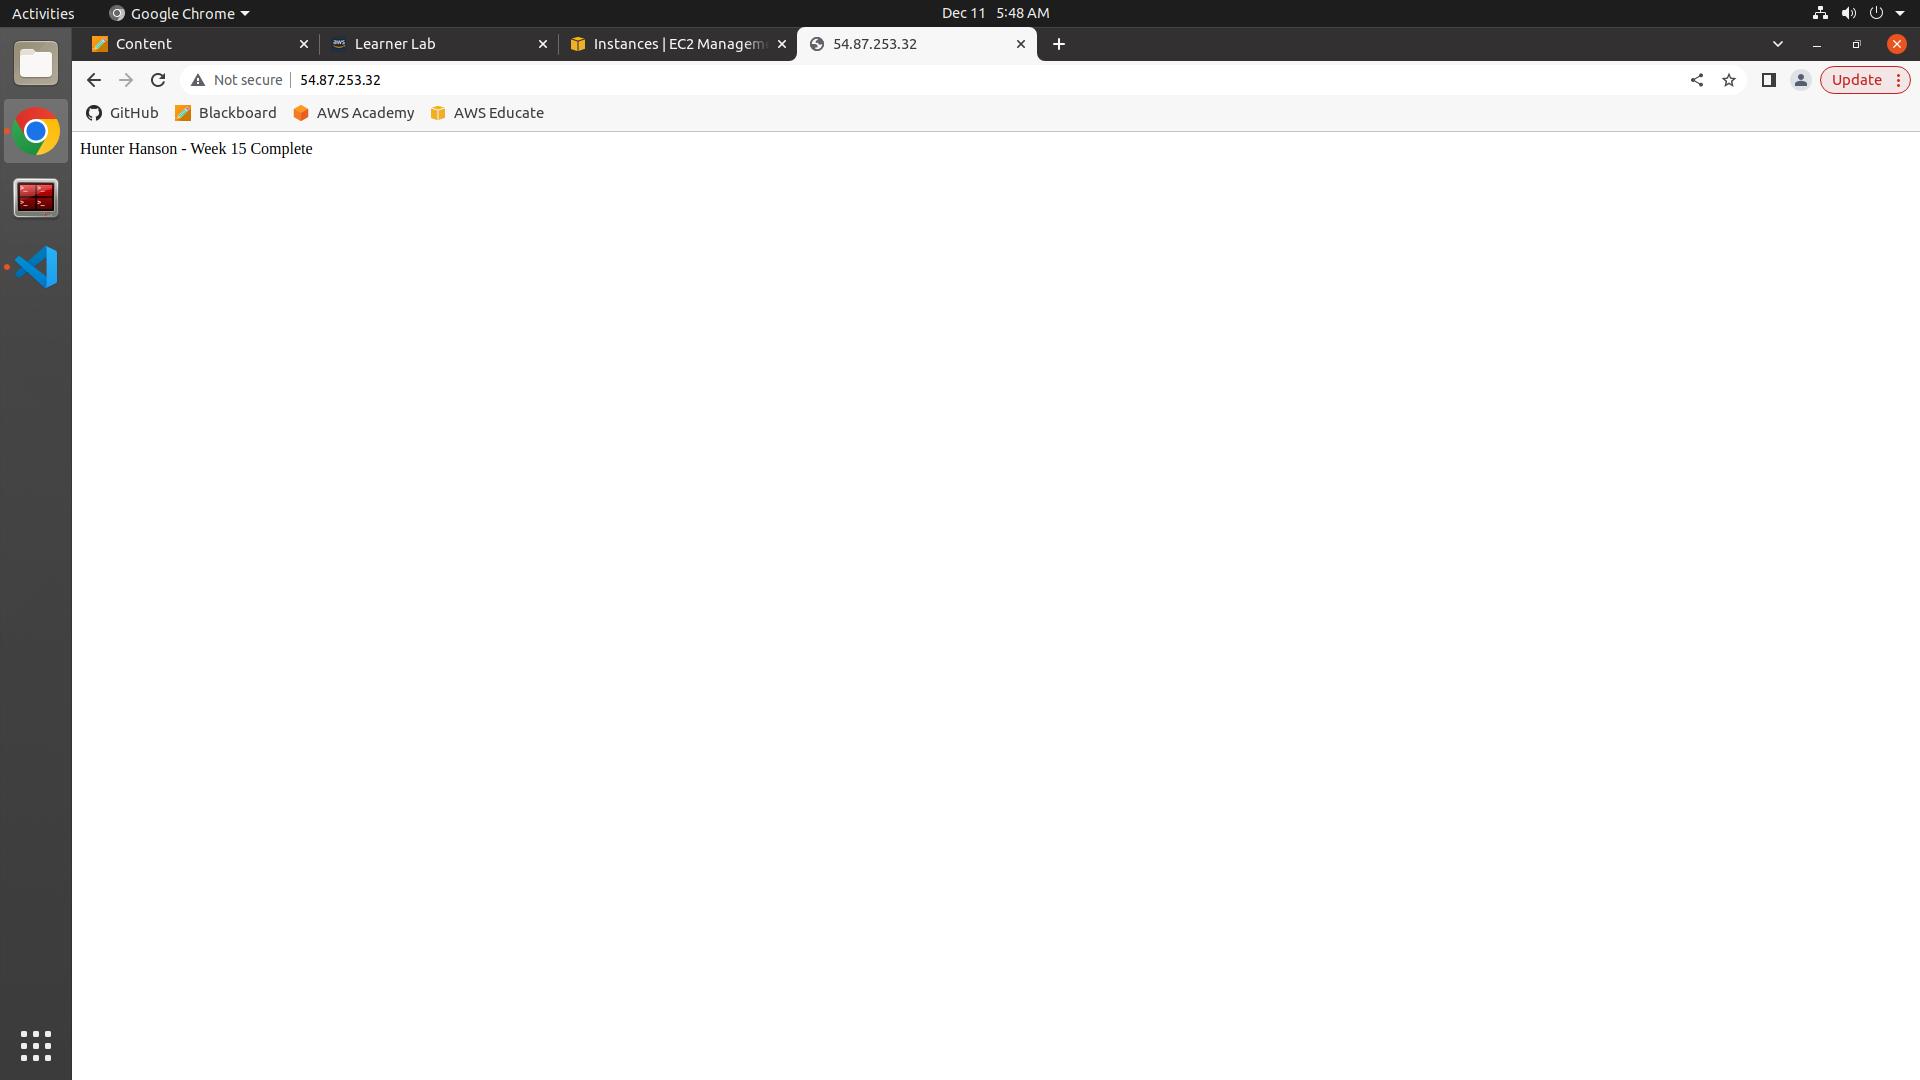 Activities
Google Chrome
Dec 11 5:48 AM
Content
Learner Lab
Instances | EC2 Managem
54.87.253.32
Not secure
54.87.253.32
Update
GitHub
Blackboard
AWS Academy
AWS Educate
Hunter Hanson - Week 15 Complete